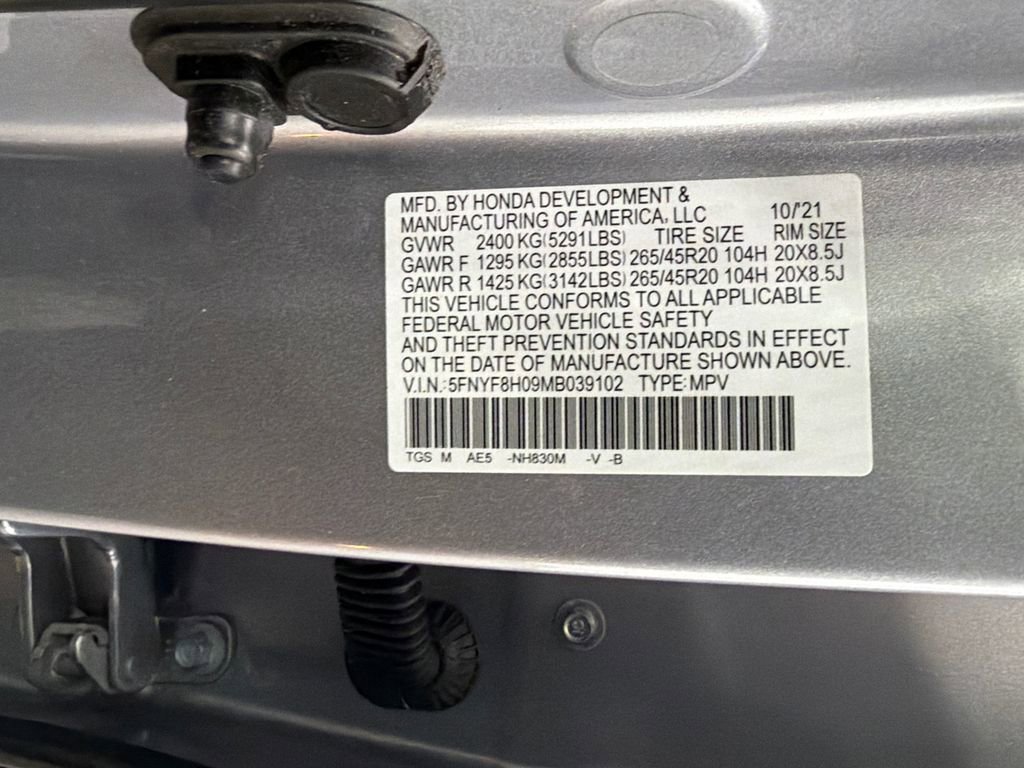 MFD. BY HONDA DEVELOPMENT &
MANUFACTURING OF AMERICA, LLC 10/'21
GVWR 2400 KG(5291LBS) TIRE SIZE RIM SIZE
GAWR F 1295 KG(2855LBS) 265/45R20 104H 20X8.5J
GAWR R 1425 KG(3142LBS) 265/45R20 104H 20X8.5J
THIS VEHICLE CONFORMS TO ALL APPLICABLE
FEDERAL MOTOR VEHICLE SAFETY
AND THEFT PREVENTION STANDARDS IN EFFECT
ON THE DATE OF MANUFACTURE SHOWN ABOVE.
V.I.N.: 5FNYF8H09MB039102 TYPE: MPV
TGS M AE5 -NH830M -V -B